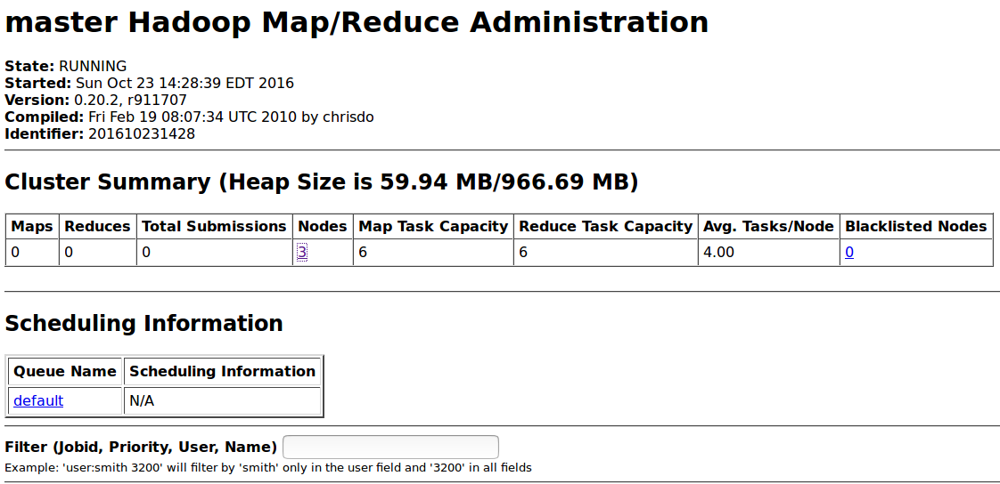 master Hadoop Map/Reduce Administration
State: RUNNING
Started: Sun Oct 23 14:28:39 EDT 2016
Version: 0.20.2, r911707
Compiled: Fri Feb 19 08:07:34 UTC 2010 by chrisdo
Identifier: 201610231428
Cluster Summary (Heap Size is 59.94 MB/966.69 MB)
Maps Reduces Total Submissions Nodes Map Task Capacity Reduce Task Capacity Avg. Tasks/Node Blacklisted Nodes
0 0 0 3 6 6 4.00 0
Scheduling Information
Queue Name Scheduling Information
default N/A
Filter (Jobid, Priority, User, Name)
Example: 'user:smith 3200' will filter by 'smith' only in the user field and '3200' in all fields